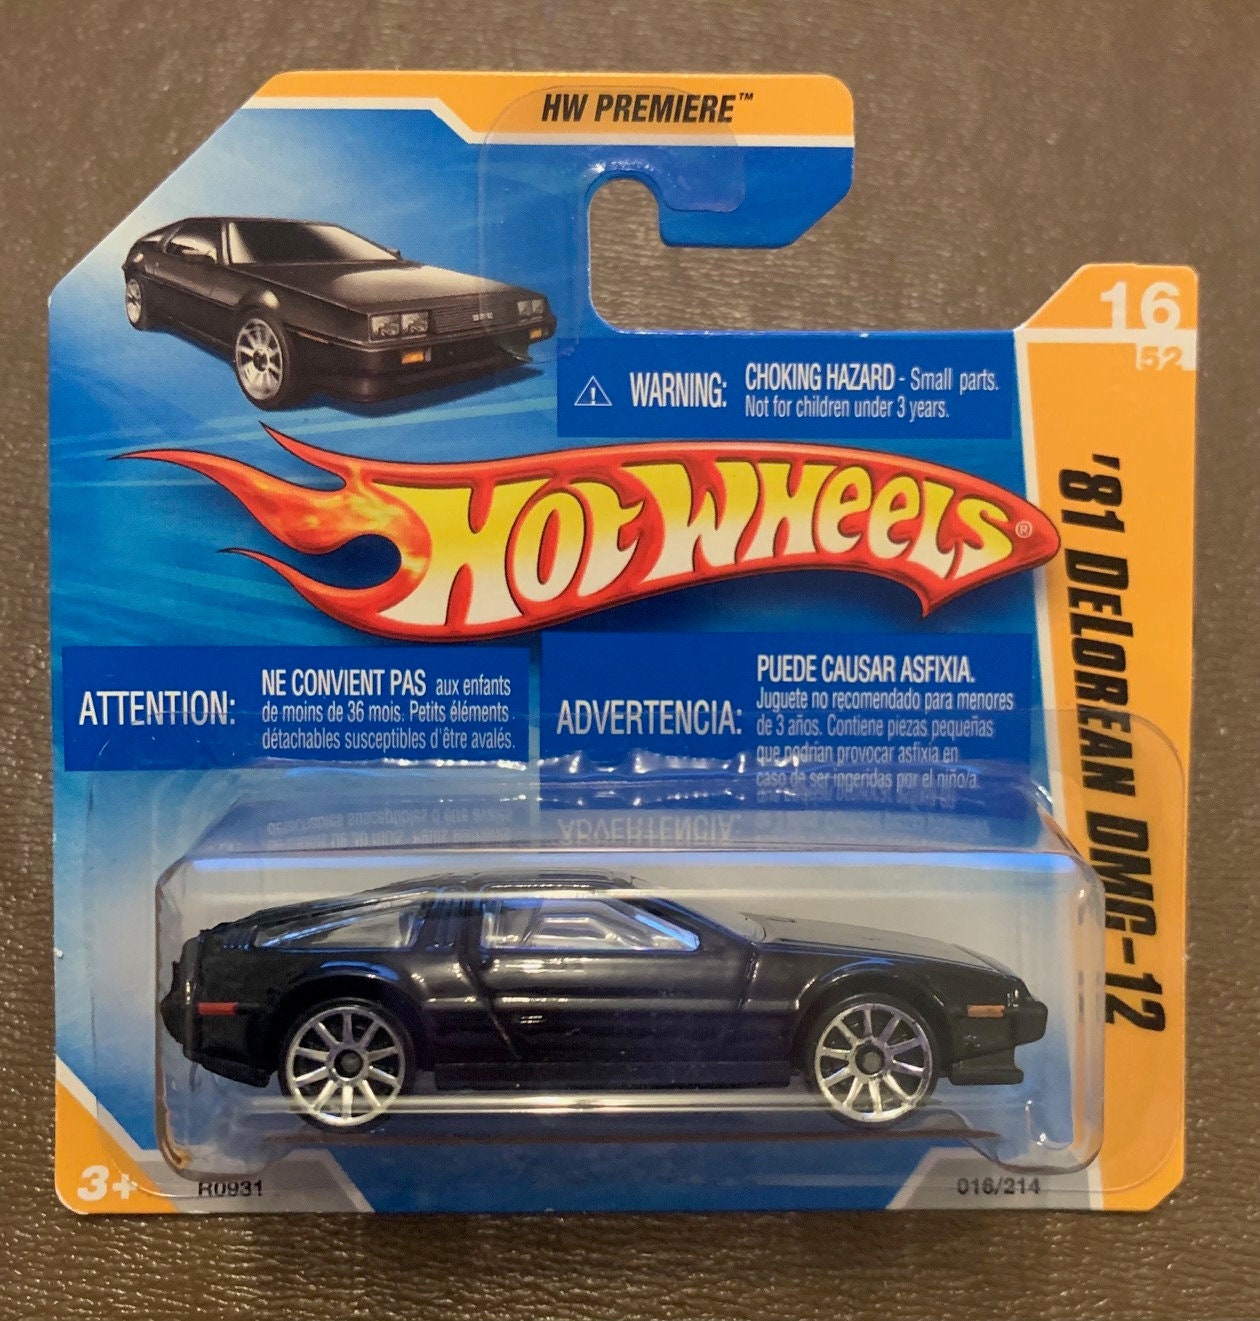 HW PREMIERE™
16
52
WARNING:
CHOKING HAZARD - Small parts.
Not for children under 3 years.
HOT WHEELS®
'81 DELOREAN DMC-12
ATTENTION:
NE CONVIENT PAS aux enfants
de moins de 36 mois. Petits éléments
détachables susceptibles d'être avalés.
ADVERTENCIA:
PUEDE CAUSAR ASFIXIA.
Juguete no recomendado para menores
de 3 años. Contiene piezas pequeñas
que podrían provocar asfixia en
caso de ser ingeridas por el niño/a.
3+
R0931
016/214